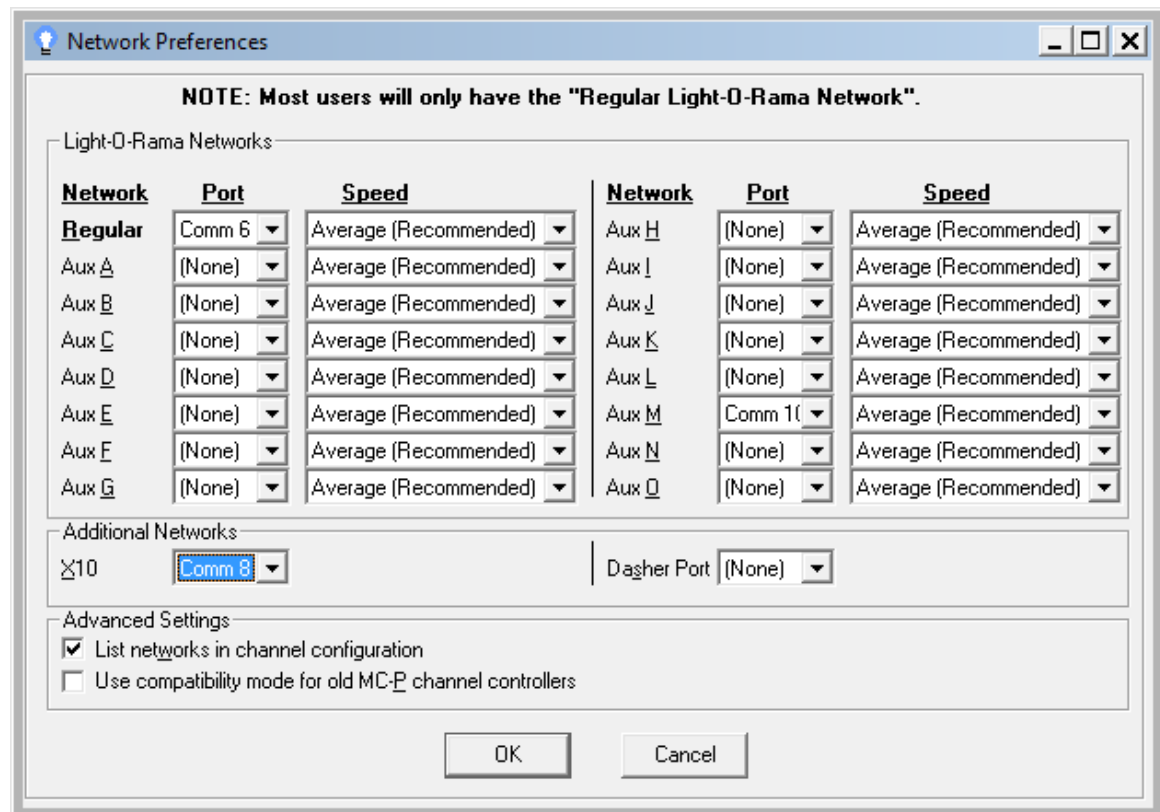 Network Preferences
NOTE: Most users will only have the "Regular Light-O-Rama Network".
Light-O-Rama Networks
Network Port Speed Network Port Speed
Regular Comm 6 Average (Recommended) Aux H (None) Average (Recommended)
Aux A (None) Average (Recommended) Aux I (None) Average (Recommended)
Aux B (None) Average (Recommended) Aux J (None) Average (Recommended)
Aux C (None) Average (Recommended) Aux K (None) Average (Recommended)
Aux D (None) Average (Recommended) Aux L (None) Average (Recommended)
Aux E (None) Average (Recommended) Aux M Comm 10 Average (Recommended)
Aux F (None) Average (Recommended) Aux N (None) Average (Recommended)
Aux G (None) Average (Recommended) Aux O (None) Average (Recommended)
Additional Networks
X10 Comm 8 Dasher Port (None)
Advanced Settings
List networks in channel configuration
Use compatibility mode for old MC-P channel controllers
OK Cancel